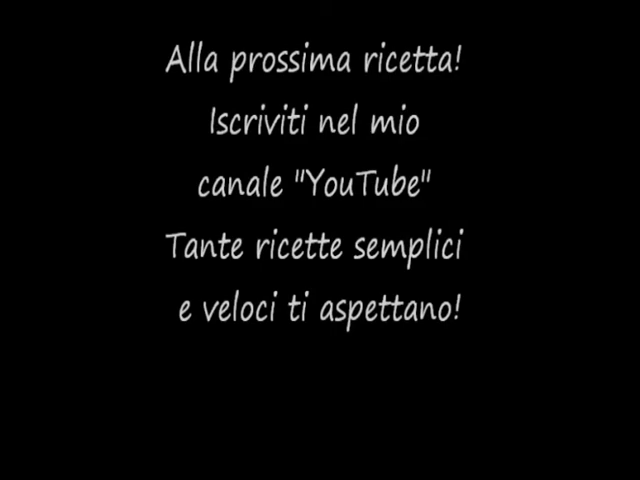 Alla prossima ricetta!
Iscriviti nel mio
canale "YouTube"
Tante ricette semplici
e veloci ti aspettano!